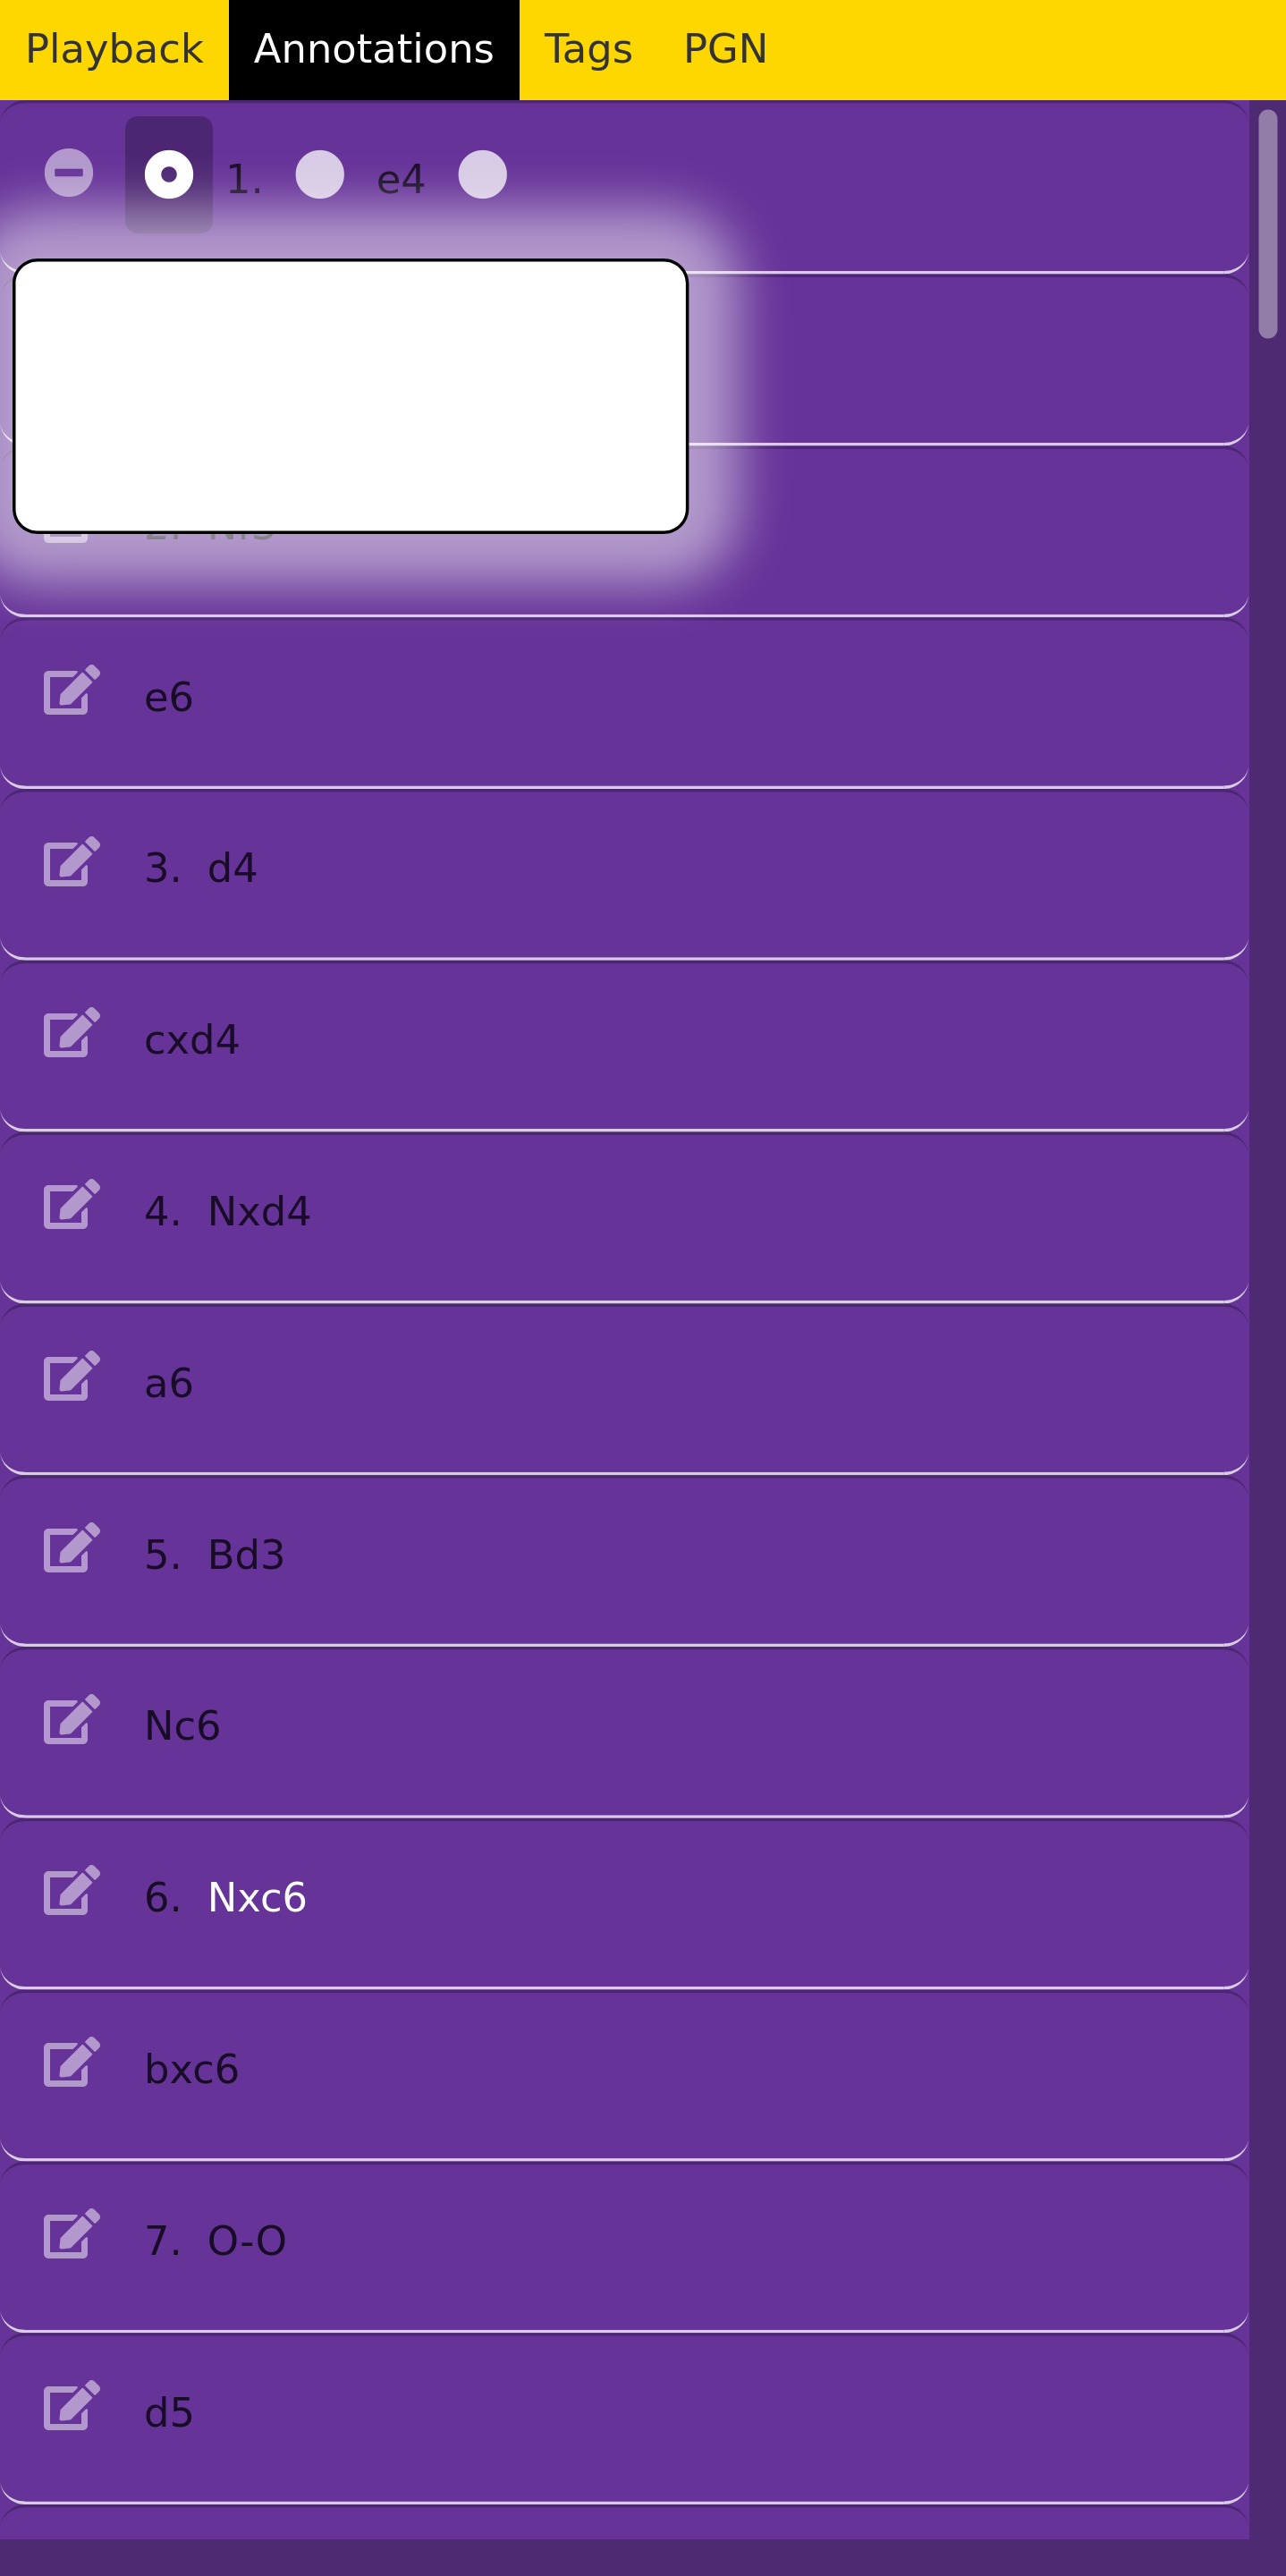 Playback Annotations Tags PGN
1. e4
e6
3. d4
cxd4
4. Nxd4
a6
5. Bd3
Nc6
6. Nxc6
bxc6
7. O-O
d5